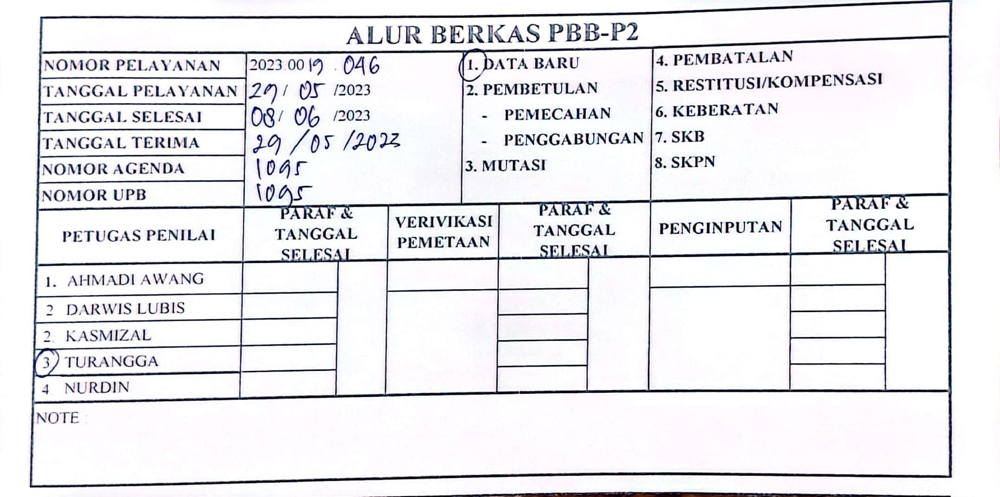 ALUR BERKAS PBB-P2
NOMOR PELAYANAN 2023.0019.046
TANGGAL PELAYANAN 29/05/2023
TANGGAL SELESAI 08/06/2023
TANGGAL TERIMA 29/05/2023
NOMOR AGENDA 1095
NOMOR UPB 1095
1. DATA BARU
2. PEMBETULAN
- PEMECAHAN
- PENGGABUNGAN
3. MUTASI
4. PEMBATALAN
5. RESTITUSI/KOMPENSASI
6. KEBERATAN
7. SKB
8. SKPN
PETUGAS PENILAI
PARAF &
TANGGAL
SELESAI
VERIVIKASI
PEMETAAN
PARAF &
TANGGAL
SELESAI
PENGINPUTAN
PARAF &
TANGGAL
SELESAI
1. AHMADI AWANG
2 DARWIS LUBIS
2. KASMIZAL
3 TURANGGA
4 NURDIN
NOTE :